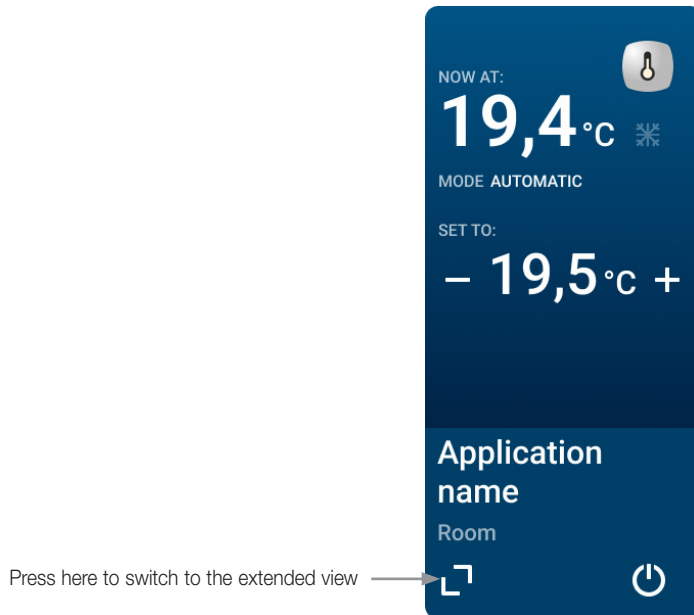 NOW AT:
19,4 °C
MODE AUTOMATIC
SET TO:
– 19,5 °C +
Application
name
Room
Press here to switch to the extended view